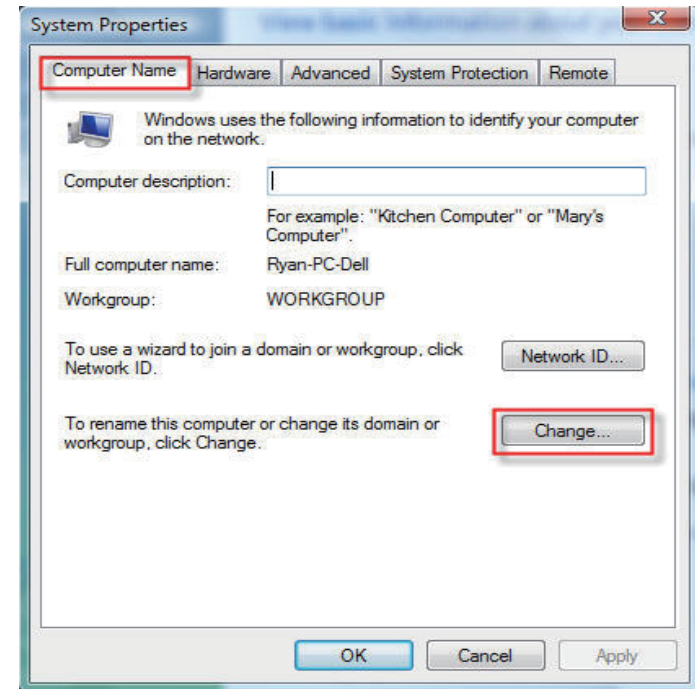 System Properties
Computer Name Hardware Advanced System Protection Remote
Windows uses the following information to identify your computer
on the network.
Computer description:
For example: "Kitchen Computer" or "Mary's
Computer".
Full computer name: Ryan-PC-Dell
Workgroup: WORKGROUP
To use a wizard to join a domain or workgroup, click
Network ID.
Network ID...
To rename this computer or change its domain or
workgroup, click Change.
Change...
OK Cancel Apply